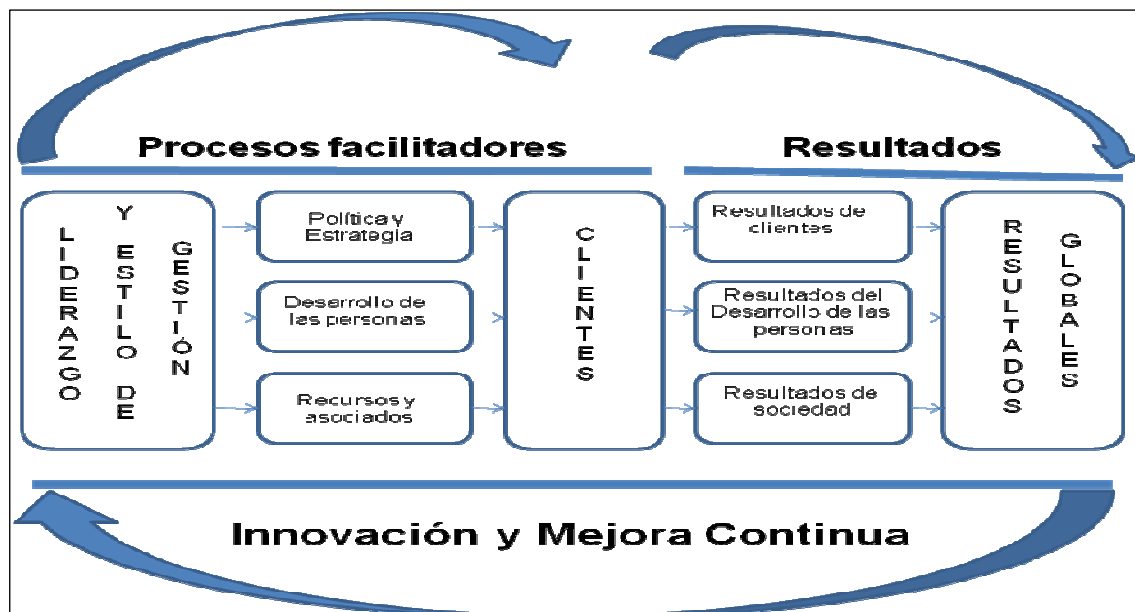 Procesos facilitadores
Resultados
LIDERAZGO
Y ESTILO DE
GESTIÓN
Política y
Estrategia
Desarrollo de
las personas
Recursos y
asociados
CLIENTES
Resultados de
clientes
Resultados del
Desarrollo de las
personas
Resultados de
sociedad
RESULTADOS
GLOBALES
Innovación y Mejora Continua